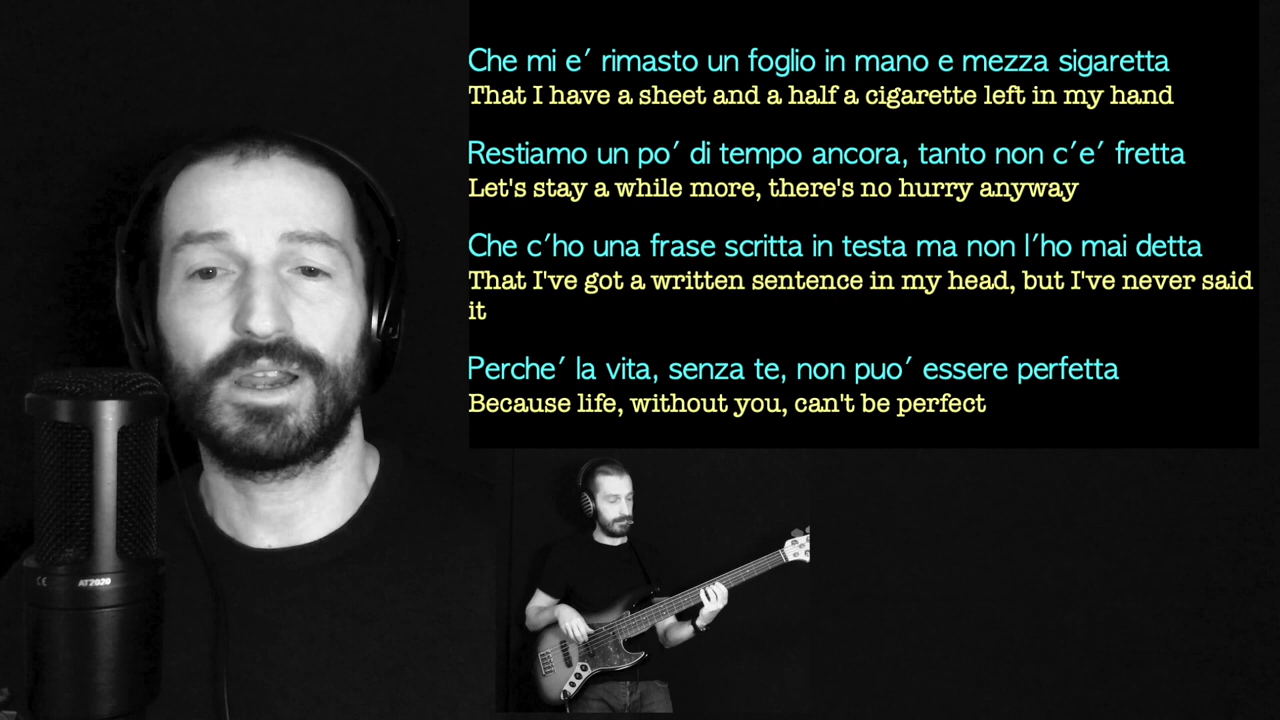 Che mi e′ rimasto un foglio in mano e mezza sigaretta
That I have a sheet and a half a cigarette left in my hand
Restiamo un po′ di tempo ancora, tanto non c′e′ fretta
Let's stay a while more, there's no hurry anyway
Che c′ho una frase scritta in testa ma non l′ho mai detta
That I've got a written sentence in my head, but I've never said
it
Perche′ la vita, senza te, non puo′ essere perfetta
Because life, without you, can't be perfect
CE AT2020